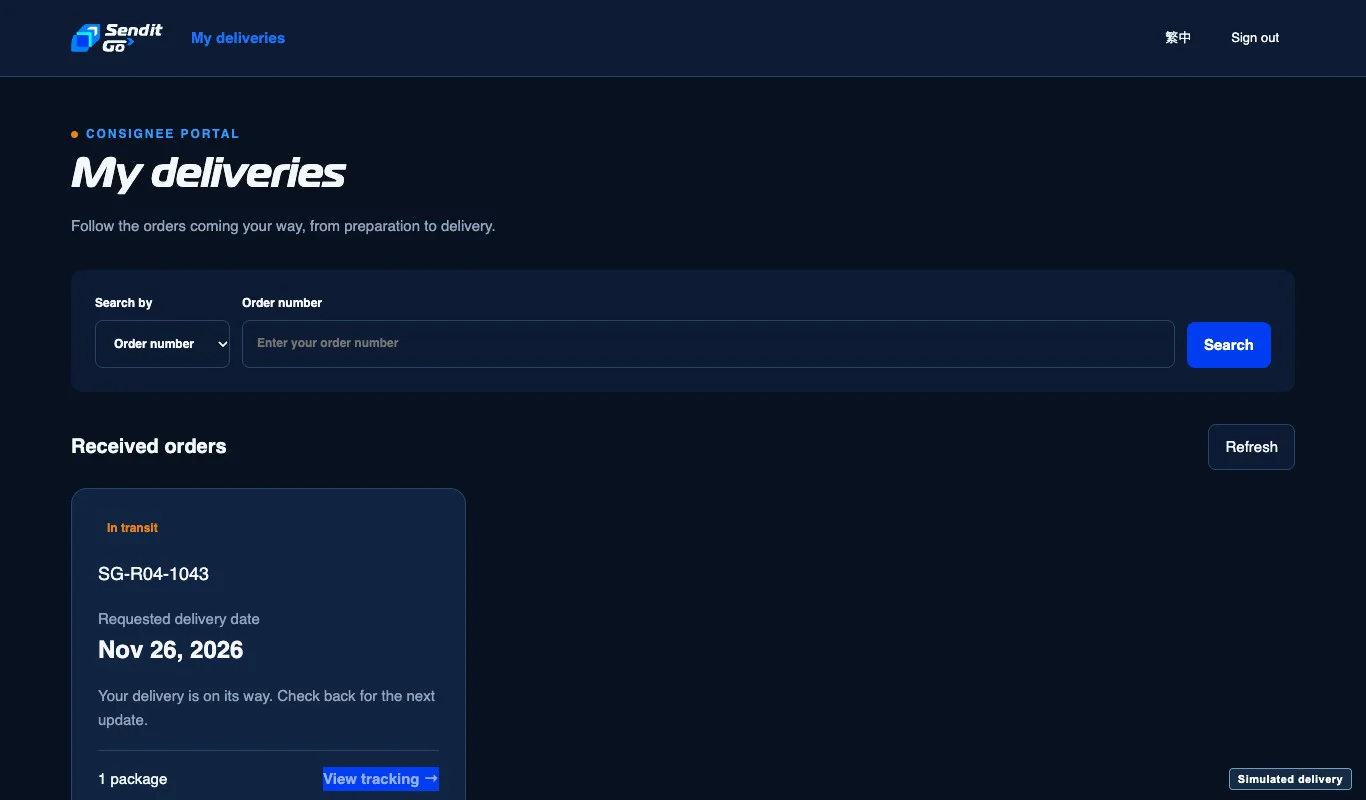 Sendit
Go
My deliveries
繁中
Sign out
CONSIGNEE PORTAL
My deliveries
Follow the orders coming your way, from preparation to delivery.
Search by
Order number
Order number
Enter your order number
Search
Received orders
Refresh
In transit
SG-R04-1043
Requested delivery date
Nov 26, 2026
Your delivery is on its way. Check back for the next
update.
1 package
View tracking →
Simulated delivery